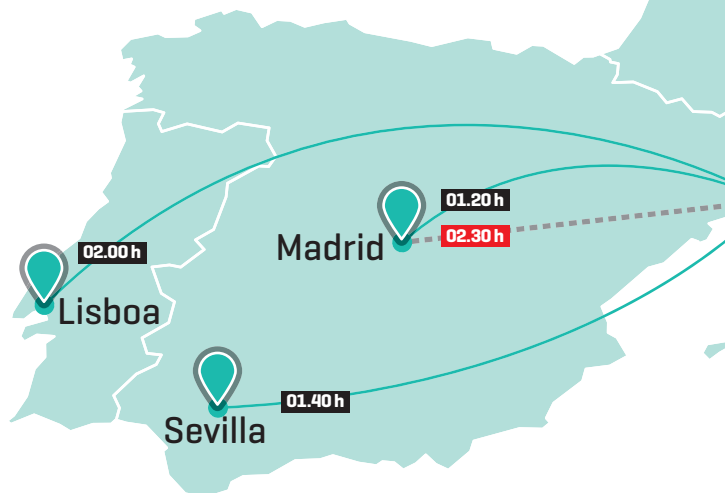 01.20 h
Madrid
02.30 h
02.00 h
Lisboa
01.40 h
Sevilla